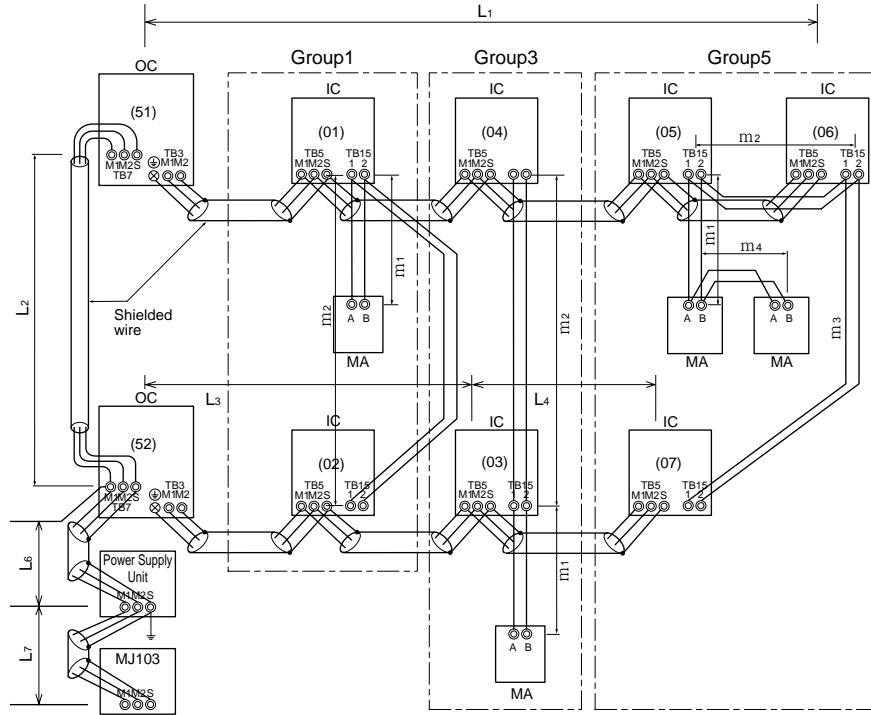 L1
Group1 Group3 Group5
OC
(51)
TB3
M1M2
M1M2S
TB7
IC
(01)
TB5
M1M2S
TB15
1 2
IC
(04)
TB5
M1M2S
IC
(05)
TB5
M1M2S
TB15
1 2
m2
IC
(06)
TB5
M1M2S
TB15
1 2
L2
Shielded
wire
m2
m1
A B
MA
m2
m1
m4
A B
MA
A B
MA
m3
OC
(52)
TB3
M1M2
M1M2S
TB7
L3
L4
IC
(02)
TB5
M1M2S
TB15
1 2
IC
(03)
TB5
M1M2S
TB15
1 2
IC
(07)
TB5
M1M2S
TB15
1 2
L6
Power Supply
Unit
M1M2S
m1
L7
MJ103
M1M2S
A B
MA